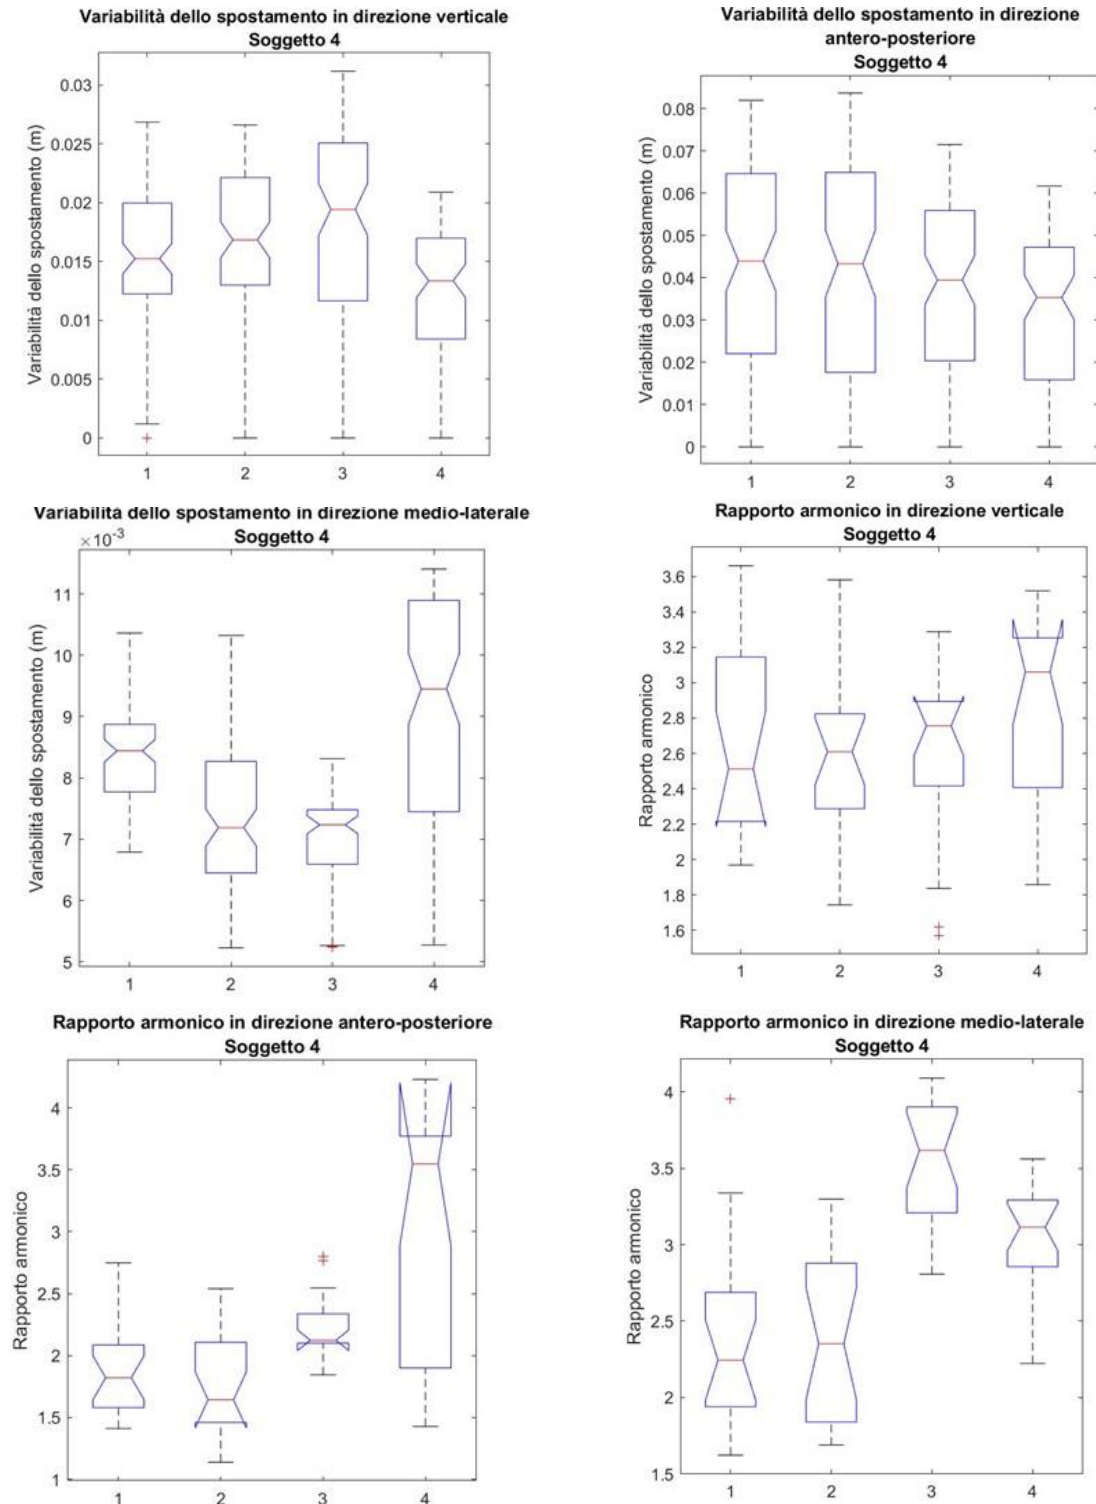 Variabilità dello spostamento in direzione verticale
Soggetto 4
Variabilità dello spostamento (m)
0.03
0.025
0.02
0.015
0.01
0.005
0
1 2 3 4
Variabilità dello spostamento in direzione
antero-posteriore
Soggetto 4
Variabilità dello spostamento (m)
0.08
0.07
0.06
0.05
0.04
0.03
0.02
0.01
0
1 2 3 4
Variabilità dello spostamento in direzione medio-laterale
Soggetto 4
×10⁻³
Variabilità dello spostamento (m)
11
10
9
8
7
6
5
1 2 3 4
Rapporto armonico in direzione verticale
Soggetto 4
Rapporto armonico
3.6
3.4
3.2
3
2.8
2.6
2.4
2.2
2
1.8
1.6
1 2 3 4
Rapporto armonico in direzione antero-posteriore
Soggetto 4
Rapporto armonico
4
3.5
3
2.5
2
1.5
1
1 2 3 4
Rapporto armonico in direzione medio-laterale
Soggetto 4
Rapporto armonico
4
3.5
3
2.5
2
1.5
1 2 3 4